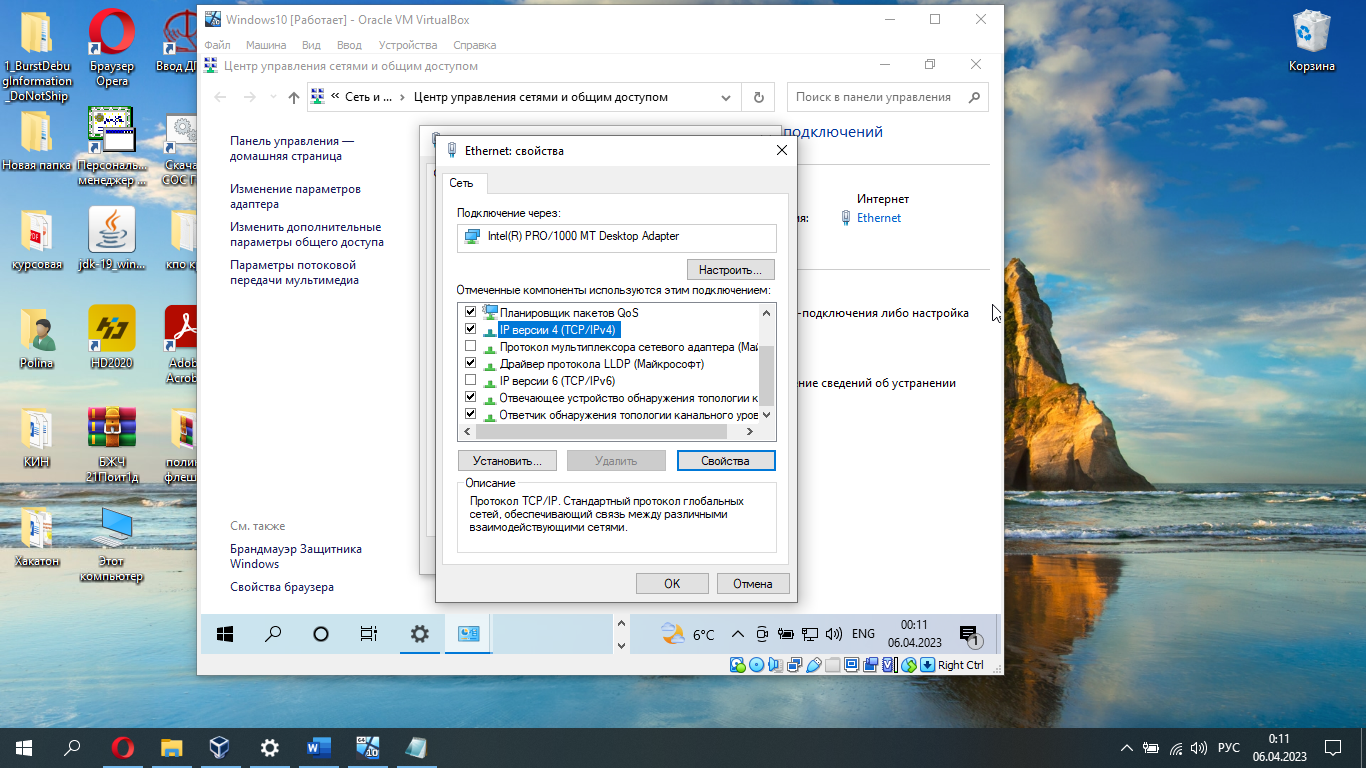 1_BurstDebu
gInformation
_DoNotShip
Браузер
Opera
Ввод ДП
Новая папка
Персональ...
менеджер ...
Скача
СОС Г
курсовая
jdk-19_win...
кпо к
Polina
HD2020
Adob
Acrob
КИН
БЖЧ
21Поит1д
поли
флеш
Хакатон
Этот
компьютер
Корзина
Windows10 [Работает] - Oracle VM VirtualBox
Файл Машина Вид Ввод Устройства Справка
Центр управления сетями и общим доступом
« Сеть и ... › Центр управления сетями и общим доступом
Поиск в панели управления
Панель управления —
домашняя страница
Изменение параметров
адаптера
Изменить дополнительные
параметры общего доступа
Параметры потоковой
передачи мультимедиа
См. также
Брандмауэр Защитника
Windows
Свойства браузера
подключений
Интернет
ия: Ethernet
-подключения либо настройка
ние сведений об устранении
Ethernet: свойства
Сеть
Подключение через:
Intel(R) PRO/1000 MT Desktop Adapter
Настроить...
Отмеченные компоненты используются этим подключением:
Планировщик пакетов QoS
IP версии 4 (TCP/IPv4)
Протокол мультиплексора сетевого адаптера (Май
Драйвер протокола LLDP (Майкрософт)
IP версии 6 (TCP/IPv6)
Отвечающее устройство обнаружения топологии к
Ответчик обнаружения топологии канального уров
Установить...
Удалить
Свойства
Описание
Протокол TCP/IP. Стандартный протокол глобальных
сетей, обеспечивающий связь между различными
взаимодействующими сетями.
OK
Отмена
6°C
ENG
00:11
06.04.2023
1
Right Ctrl
РУС
0:11
06.04.2023